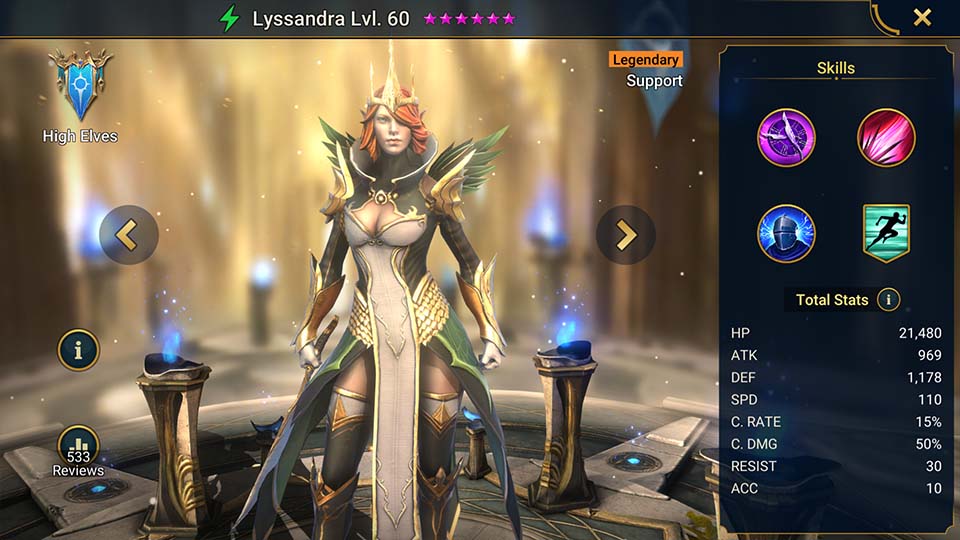 Lyssandra Lvl. 60
High Elves
Legendary
Support
533
Reviews
Skills
Total Stats
HP 21,480
ATK 969
DEF 1,178
SPD 110
C. RATE 15%
C. DMG 50%
RESIST 30
ACC 10